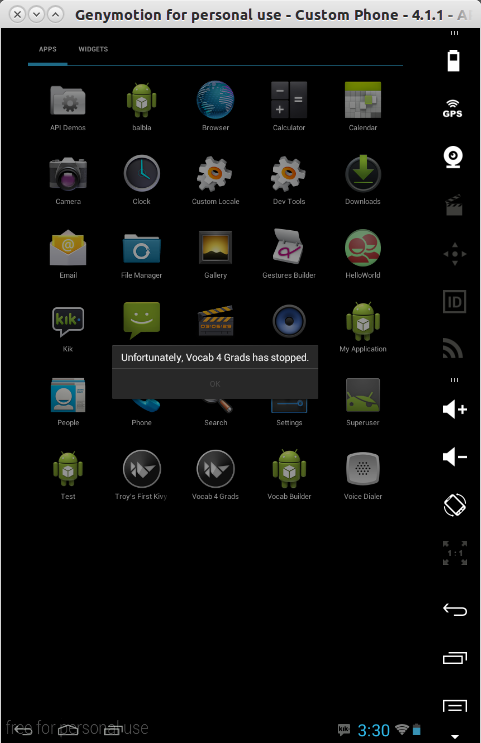 Genymotion for personal use - Custom Phone - 4.1.1 - A
APPS WIDGETS
API Demos balbla Browser Calculator Calendar
GPS
Camera Clock Custom Locale Dev Tools Downloads
Email File Manager Gallery Gestures Builder HelloWorld
ID
kik
Kik My Application
Unfortunately, Vocab 4 Grads has stopped.
OK
People Phone Search Settings Superuser
Test Troy's First Kivy Vocab 4 Grads Vocab Builder Voice Dialer
1:1
free for personal use
kik 3:30